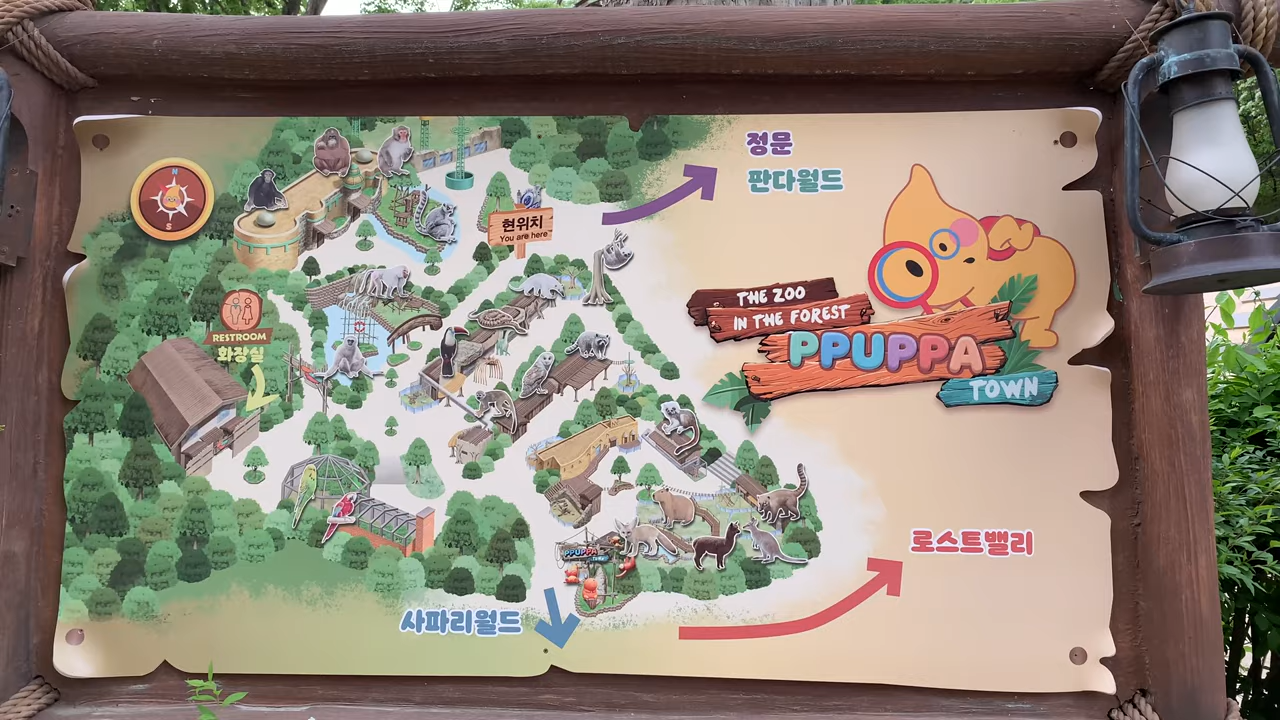 정문
판다월드
N
S
현위치
You are here
RESTROOM
화장실
THE ZOO
IN THE FOREST
PPUPPA
TOWN
로스트밸리
PPUPPA
사파리월드